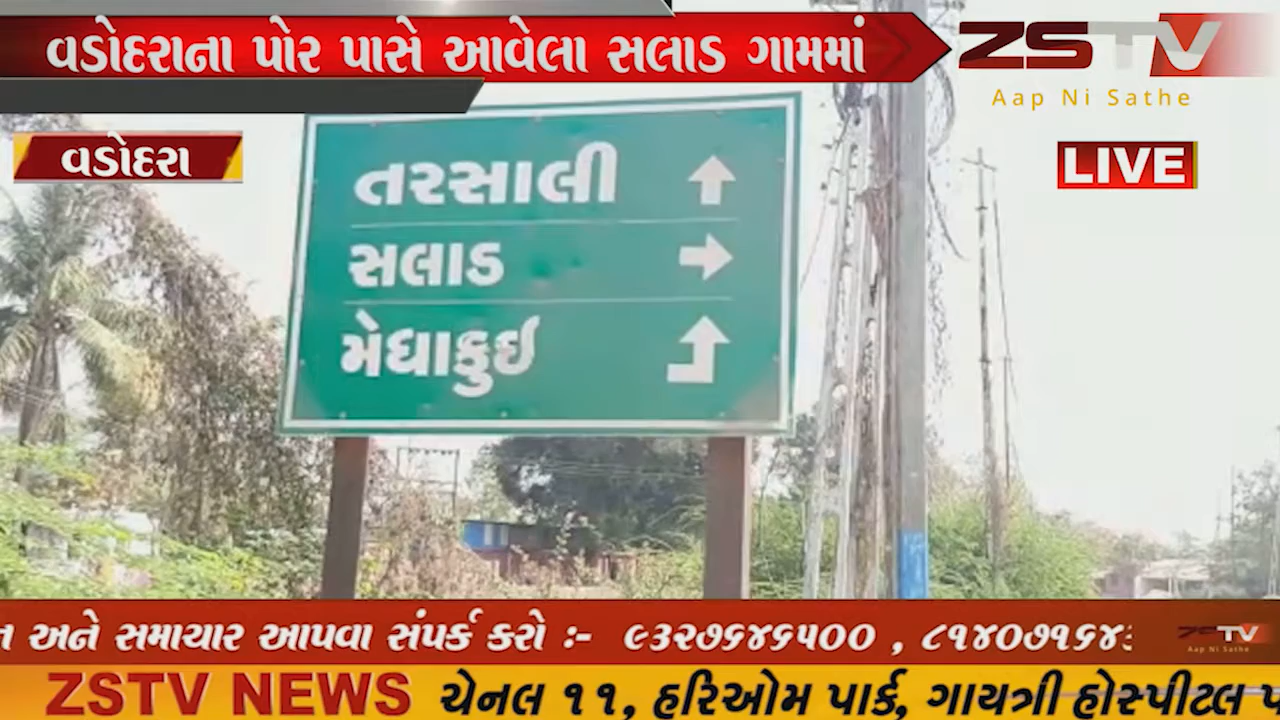 વડોદરાના પોર પાસે આવેલા સલાડ ગામમાં
ZSTV
Aap Ni Sathe
વડોદરા
LIVE
તરસાલી
સલાડ
મેઘાકુઈ
અને સમાચાર આપવા સંપર્ક કરો :- ૯૩૨૭૬૪૬૫૦૦ , ૮૧૪૦૭૧૬૪
ZSTV
Aap Ni Sathe
ZSTV NEWS ચેનલ ૧૧, હરિઓમ પાર્ક, ગાયત્રી હોસ્પીટલ